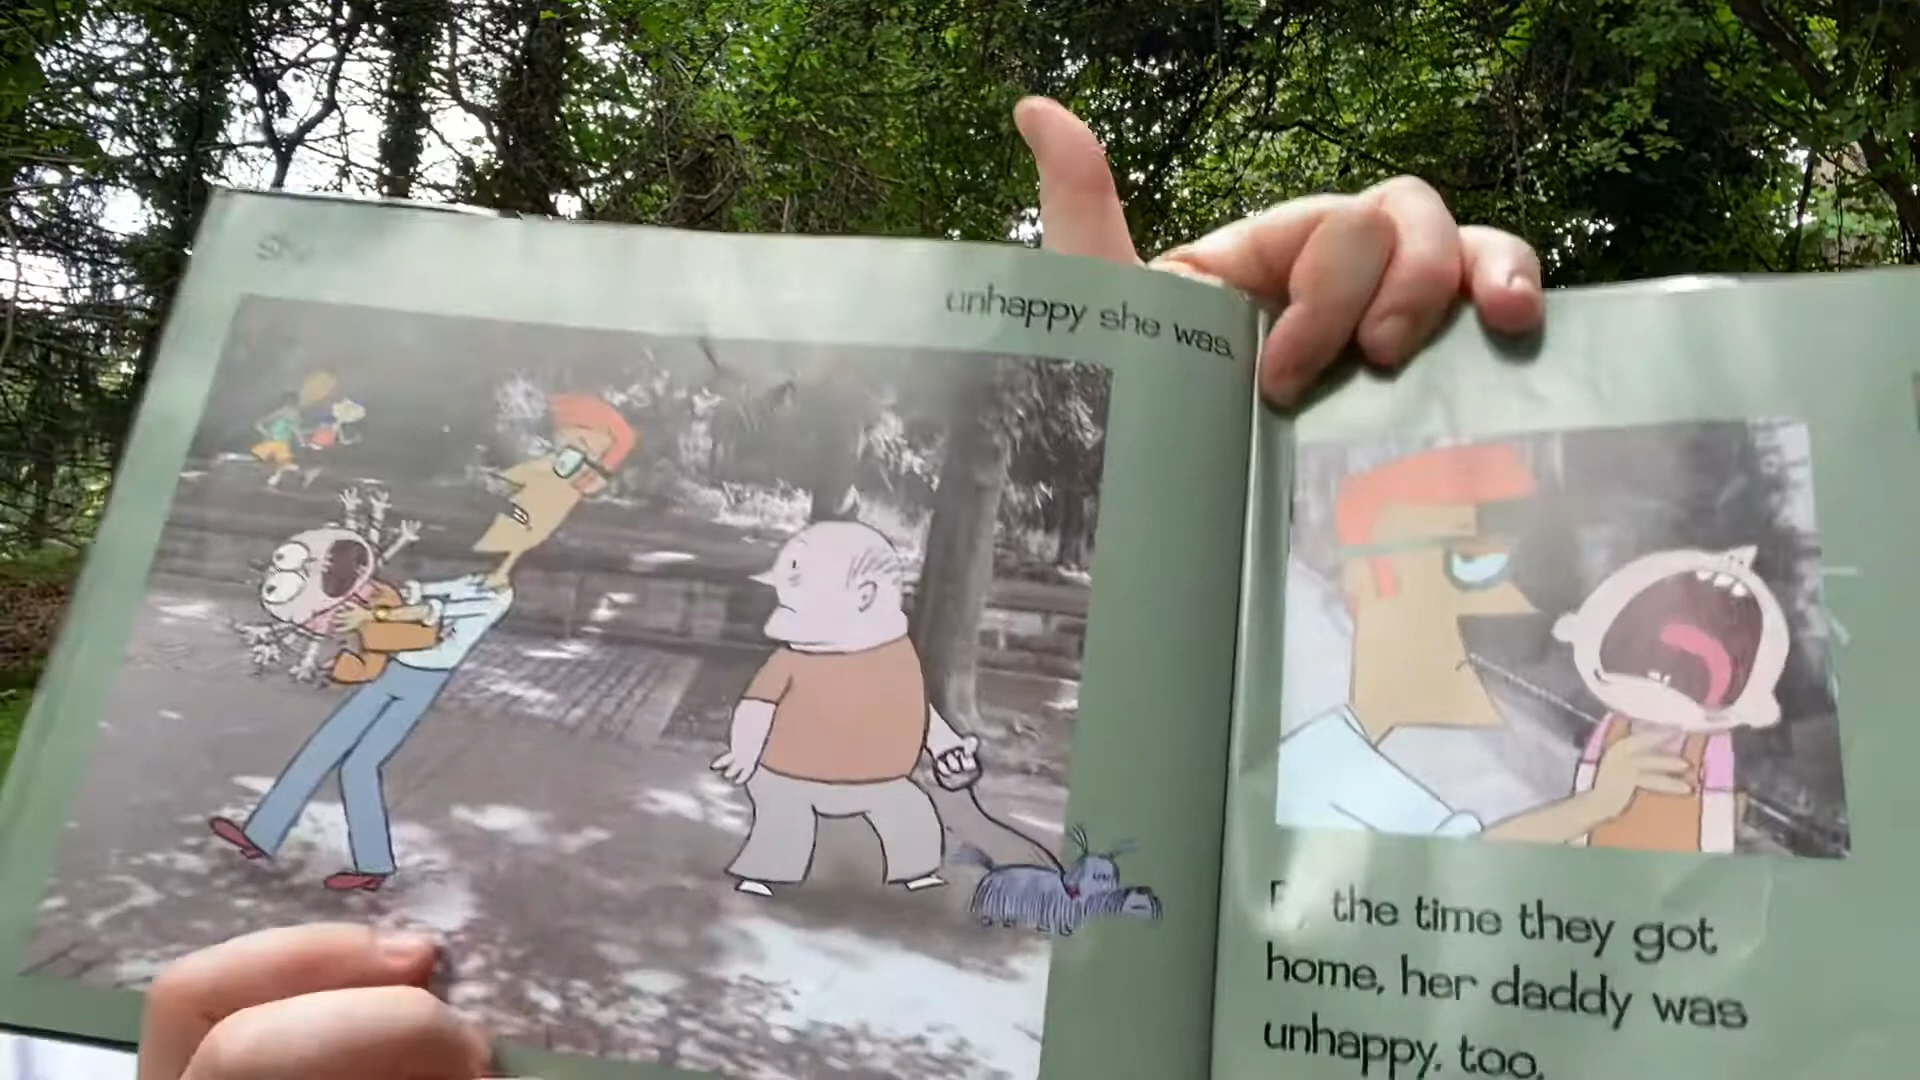 unhappy she was.
the time they got
home, her daddy was
unhappy, too.